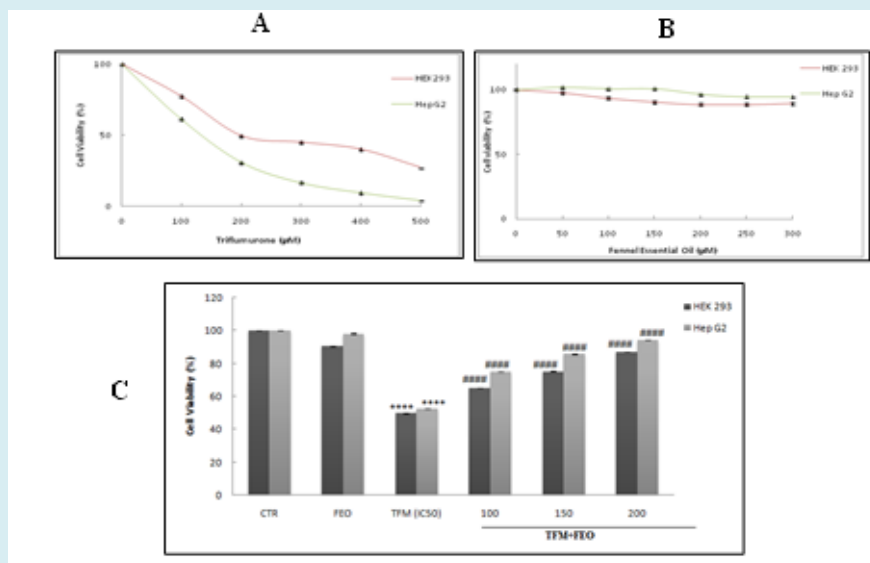 A
100
50
0
Cell Viability (%)
HEK 293
Hep G2
0 100 200 300 400 500
Triflumurone (µM)
B
100
50
0
Cell viability (%)
HEK 293
Hep G2
0 50 100 150 200 250 300
Fennel Essential Oil (µM)
C
120
100
80
60
40
20
0
Cell Viability (%)
HEK 293
Hep G2
**** ****
#### ####
#### ####
#### ####
CTR FEO TFM (IC50) 100 150 200
TFM+FEO